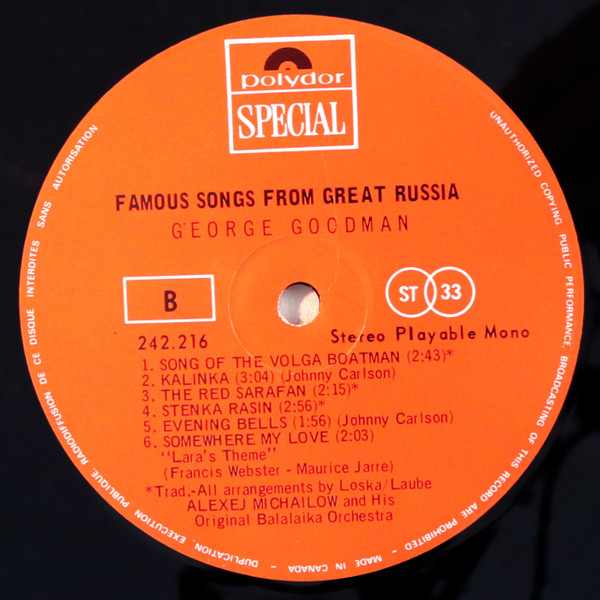 polydor
SPECIAL
FAMOUS SONGS FROM GREAT RUSSIA
GEORGE GOODMAN
B
ST 33
242.216
Stereo Playable Mono
1. SONG OF THE VOLGA BOATMAN (2:43)*
2. KALINKA (3:04) (Johnny Carlson)
3. THE RED SARAFAN (2:15)*
4. STENKA RASIN (2:56)*
5. EVENING BELLS (1:56) (Johnny Carlson)
6. SOMEWHERE MY LOVE (2:03)
"Lara's Theme"
(Francis Webster - Maurice Jarre)
*Trad.-All arrangements by Loska/Laube
ALEXEJ MICHAILOW and His
Original Balalaika Orchestra
UNAUTHORIZED COPYING, PUBLIC PERFORMANCE, BROADCASTING OF THIS RECORD ARE PROHIBITED - MADE IN CANADA - DUPLICATION, EXECUTION PUBLIQUE, RADIODIFFUSION DE CE DISQUE INTERDITES SANS AUTORISATION